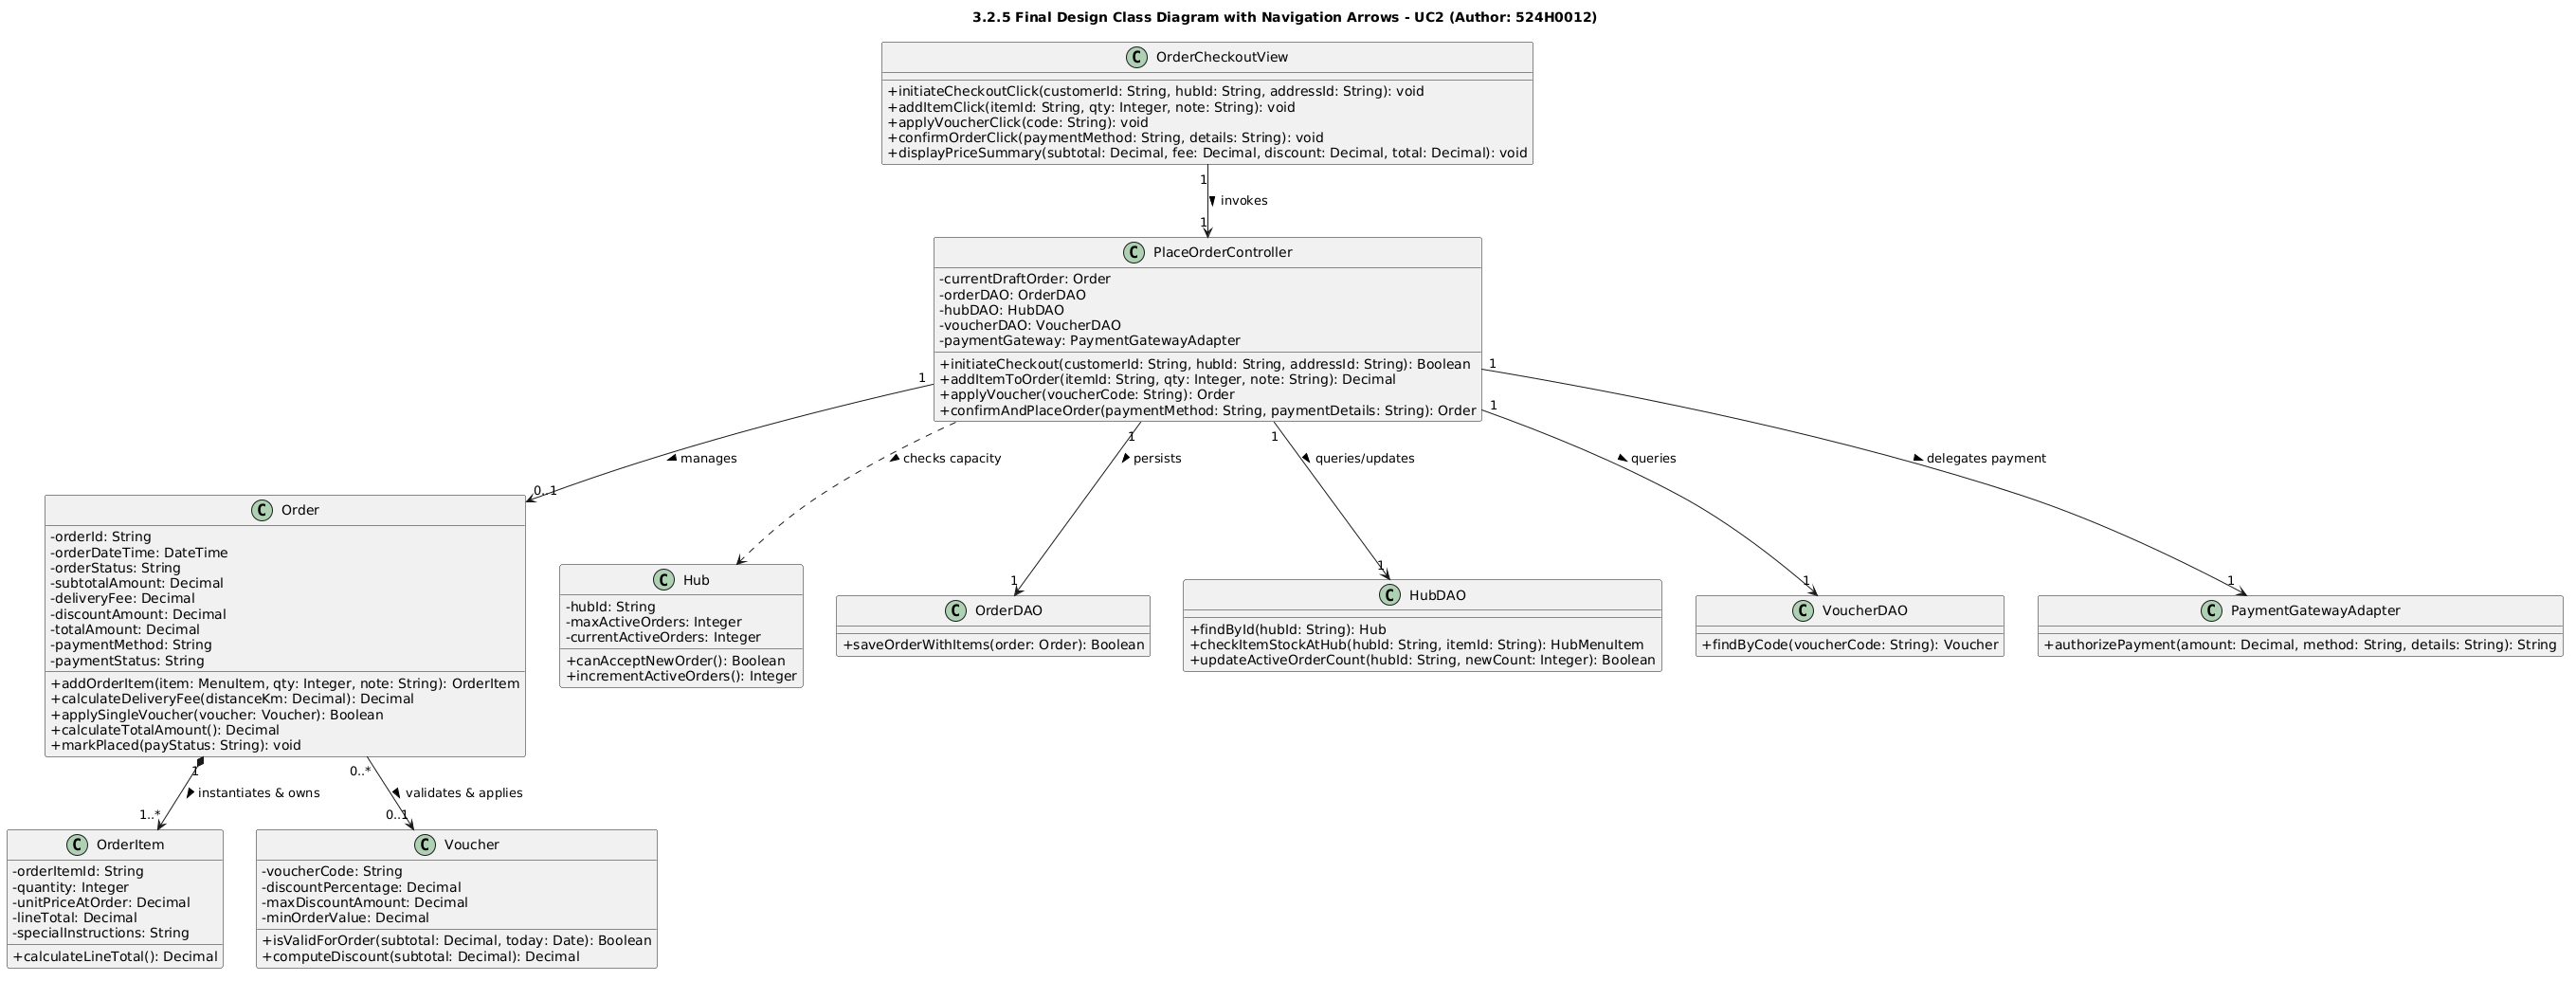 3.2.5 Final Design Class Diagram with Navigation Arrows - UC2 (Author: 524H0012)
C OrderCheckoutView
+initiateCheckoutClick(customerId: String, hubId: String, addressId: String): void
+addItemClick(itemId: String, qty: Integer, note: String): void
+applyVoucherClick(code: String): void
+confirmOrderClick(paymentMethod: String, details: String): void
+displayPriceSummary(subtotal: Decimal, fee: Decimal, discount: Decimal, total: Decimal): void
1
invokes
1
C PlaceOrderController
-currentDraftOrder: Order
-orderDAO: OrderDAO
-hubDAO: HubDAO
-voucherDAO: VoucherDAO
-paymentGateway: PaymentGatewayAdapter
+initiateCheckout(customerId: String, hubId: String, addressId: String): Boolean
+addItemToOrder(itemId: String, qty: Integer, note: String): Decimal
+applyVoucher(voucherCode: String): Order
+confirmAndPlaceOrder(paymentMethod: String, paymentDetails: String): Order
1
manages
0..1
checks capacity
1
persists
1
1
queries/updates
1
1
queries
1
1
delegates payment
1
C Order
-orderId: String
-orderDateTime: DateTime
-orderStatus: String
-subtotalAmount: Decimal
-deliveryFee: Decimal
-discountAmount: Decimal
-totalAmount: Decimal
-paymentMethod: String
-paymentStatus: String
+addOrderItem(item: MenuItem, qty: Integer, note: String): OrderItem
+calculateDeliveryFee(distanceKm: Decimal): Decimal
+applySingleVoucher(voucher: Voucher): Boolean
+calculateTotalAmount(): Decimal
+markPlaced(payStatus: String): void
C Hub
-hubId: String
-maxActiveOrders: Integer
-currentActiveOrders: Integer
+canAcceptNewOrder(): Boolean
+incrementActiveOrders(): Integer
C OrderDAO
+saveOrderWithItems(order: Order): Boolean
C HubDAO
+findById(hubId: String): Hub
+checkItemStockAtHub(hubId: String, itemId: String): HubMenuItem
+updateActiveOrderCount(hubId: String, newCount: Integer): Boolean
C VoucherDAO
+findByCode(voucherCode: String): Voucher
C PaymentGatewayAdapter
+authorizePayment(amount: Decimal, method: String, details: String): String
1
instantiates & owns
1..*
0..*
validates & applies
0..1
C OrderItem
-orderItemId: String
-quantity: Integer
-unitPriceAtOrder: Decimal
-lineTotal: Decimal
-specialInstructions: String
+calculateLineTotal(): Decimal
C Voucher
-voucherCode: String
-discountPercentage: Decimal
-maxDiscountAmount: Decimal
-minOrderValue: Decimal
+isValidForOrder(subtotal: Decimal, today: Date): Boolean
+computeDiscount(subtotal: Decimal): Decimal